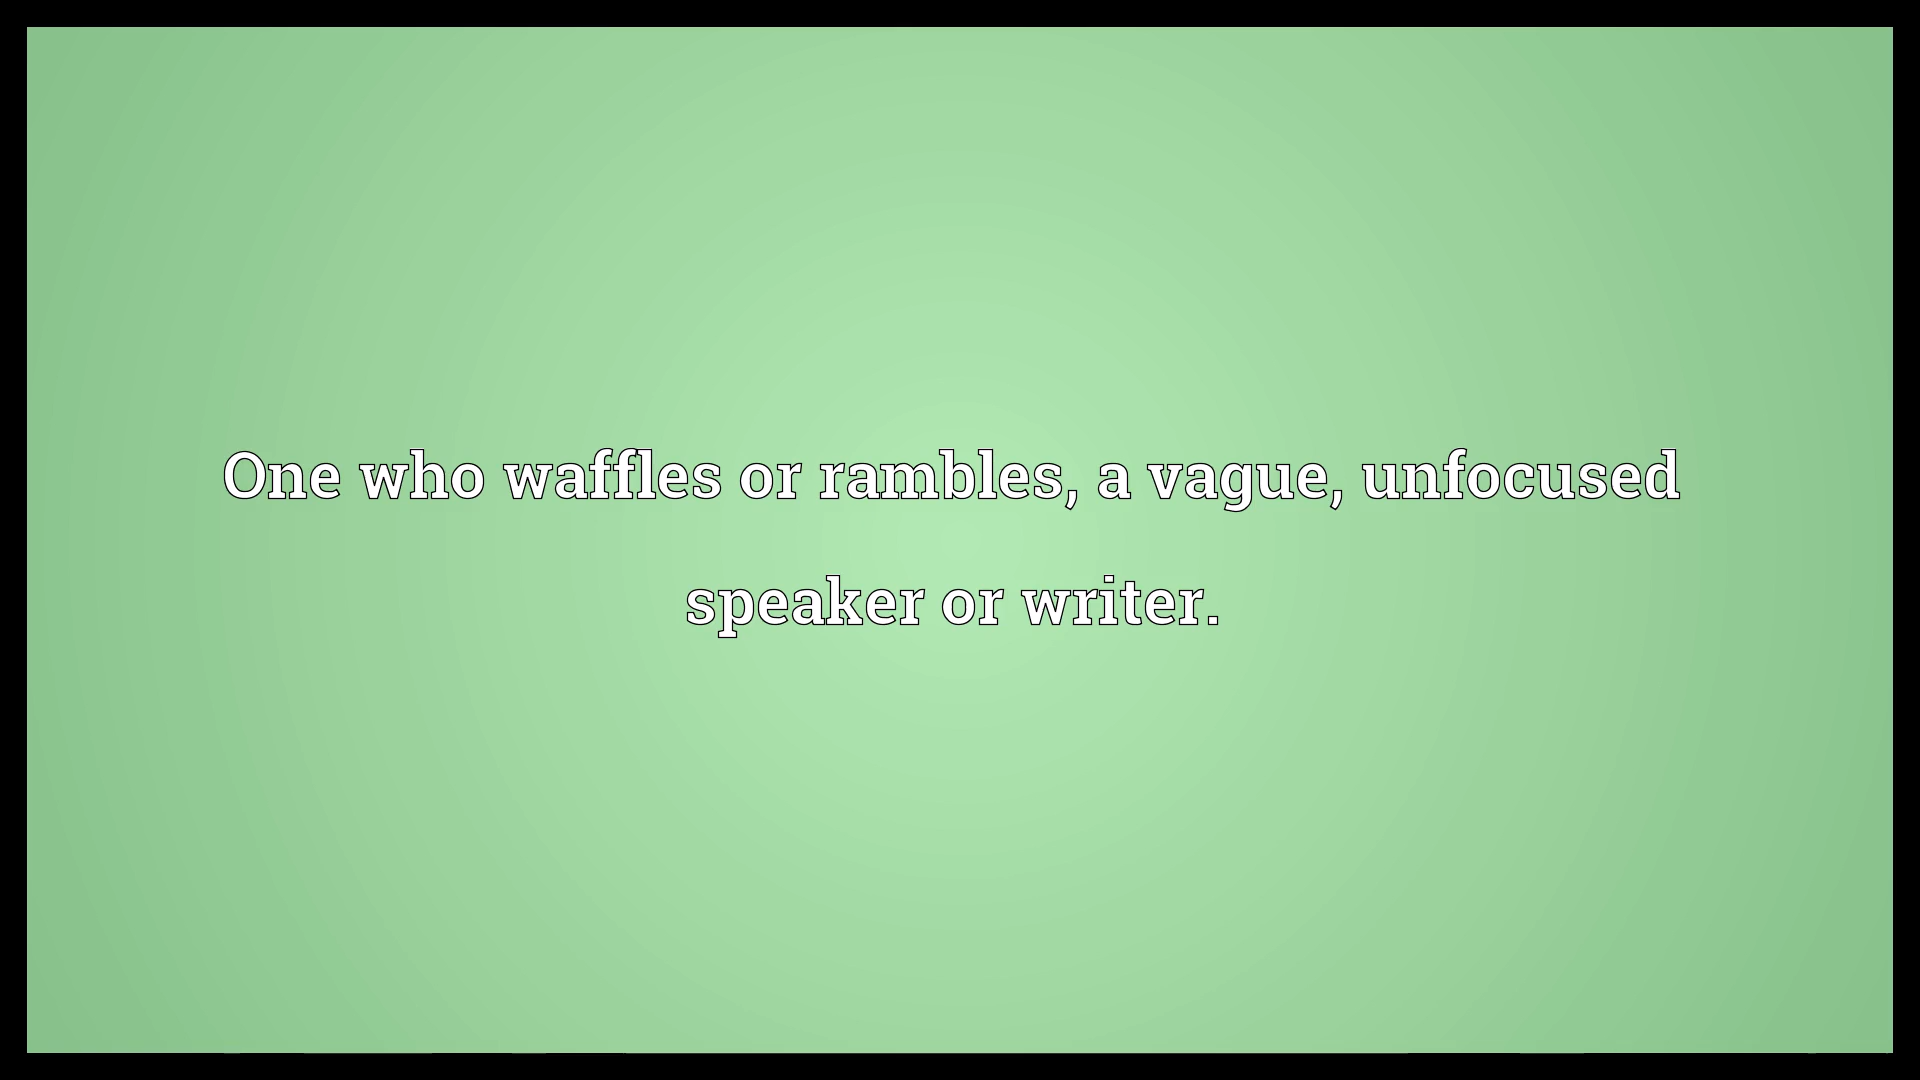 One who waffles or rambles, a vague, unfocused
speaker or writer.